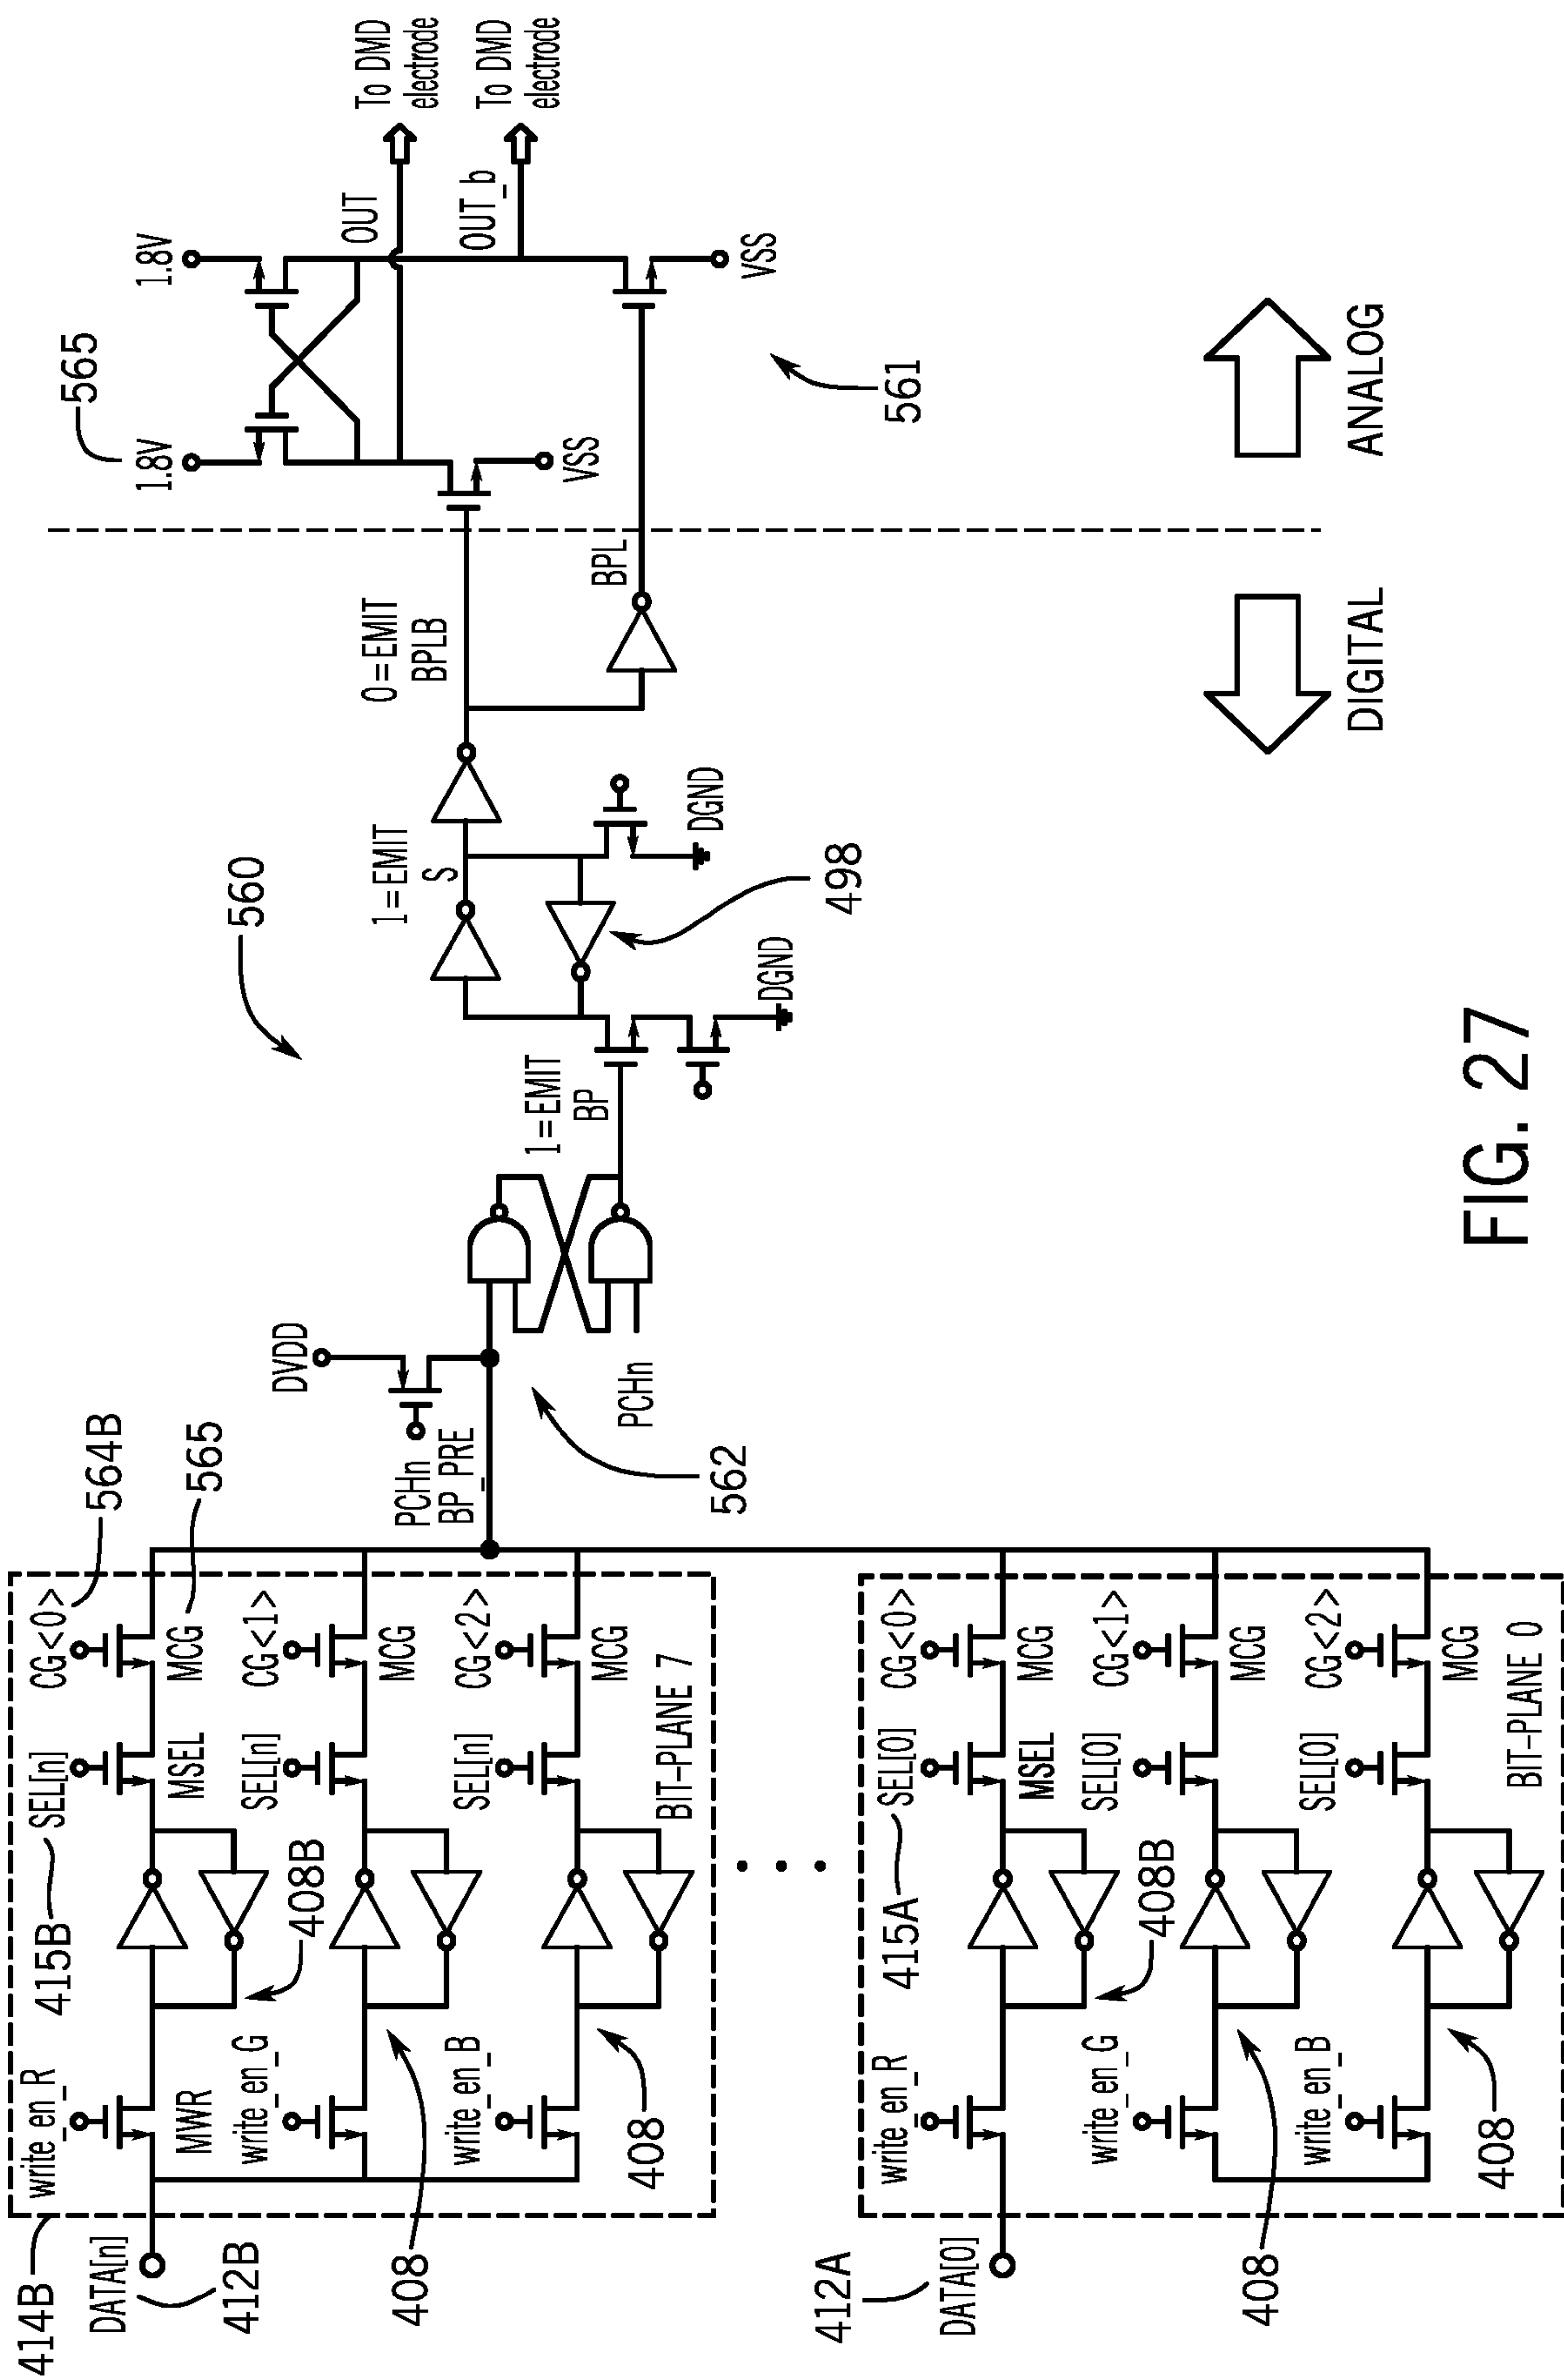 414B
DATA[n]
412B
write_en_R
MWR
write_en_G
write_en_B
408
408
408B
415B
SEL[n]
MSEL
SEL[n]
SEL[n]
CG<0>
564B
MCG
565
CG<1>
MCG
CG<2>
MCG
BIT-PLANE 7
412A
DATA[0]
write_en_R
write_en_G
write_en_B
408
408
408B
415A
SEL[0]
MSEL
SEL[0]
SEL[0]
CG<0>
MCG
CG<1>
MCG
CG<2>
MCG
BIT-PLANE 0
PCHn
BP_PRE
DVDD
562
PCHn
1=EMIT
BP
560
DGND
498
1=EMIT
S
DGND
0=EMIT
BPLB
BPL
565
1.8V
1.8V
VSS
VSS
OUT
OUT_b
To DMD
electrode
To DMD
electrode
561
DIGITAL
ANALOG
FIG. 27